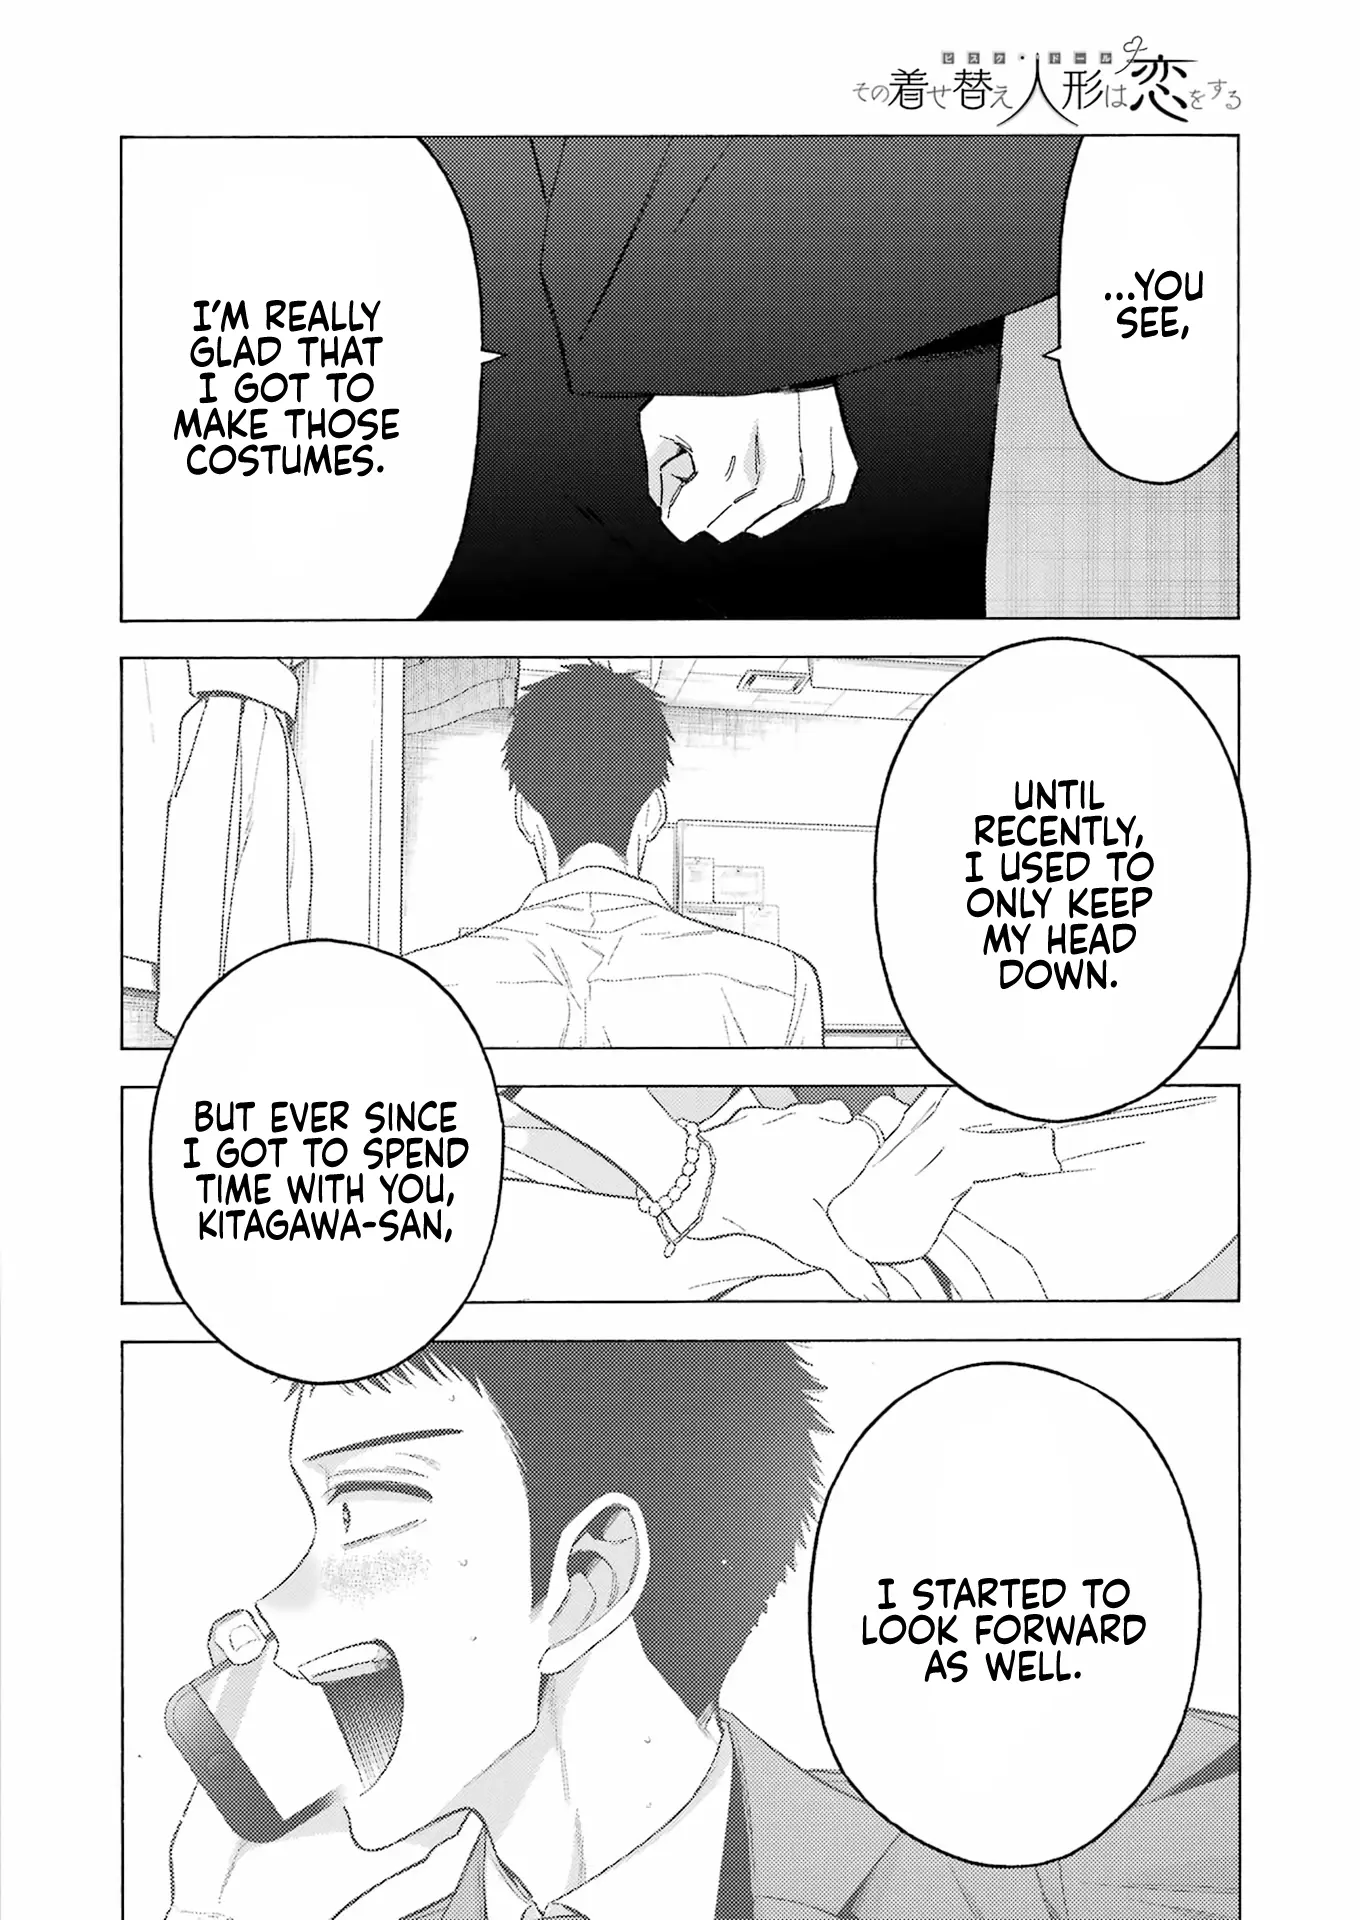 ビスク・ドール
その着せ替え人形は恋をする
...YOU
SEE,
I'M REALLY
GLAD THAT
I GOT TO
MAKE THOSE
COSTUMES.
UNTIL
RECENTLY,
I USED TO
ONLY KEEP
MY HEAD
DOWN.
BUT EVER SINCE
I GOT TO SPEND
TIME WITH YOU,
KITAGAWA-SAN,
I STARTED TO
LOOK FORWARD
AS WELL.